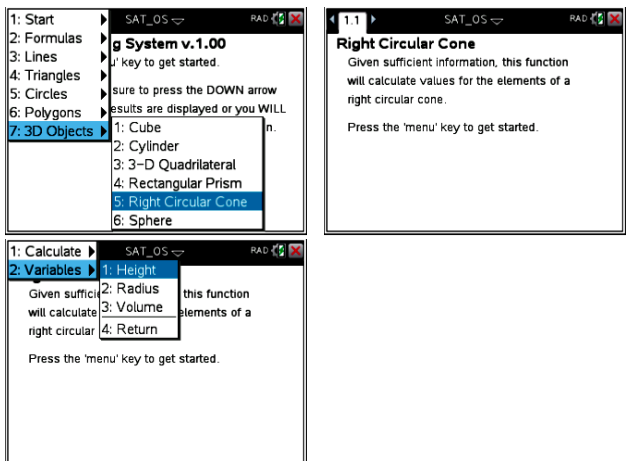 1: Start
2: Formulas
3: Lines
4: Triangles
5: Circles
6: Polygons
7: 3D Objects
SAT_OS
RAD
g System v.1.00
u' key to get started.
sure to press the DOWN arrow
esults are displayed or you WILL
n.
1: Cube
2: Cylinder
3: 3-D Quadrilateral
4: Rectangular Prism
5: Right Circular Cone
6: Sphere
1.1
SAT_OS
RAD
Right Circular Cone
Given sufficient information, this function
will calculate values for the elements of a
right circular cone.
Press the 'menu' key to get started.
1: Calculate
2: Variables
SAT_OS
RAD
1: Height
2: Radius
3: Volume
4: Return
Given suffici this function
will calculate elements of a
right circular
Press the 'menu' key to get started.